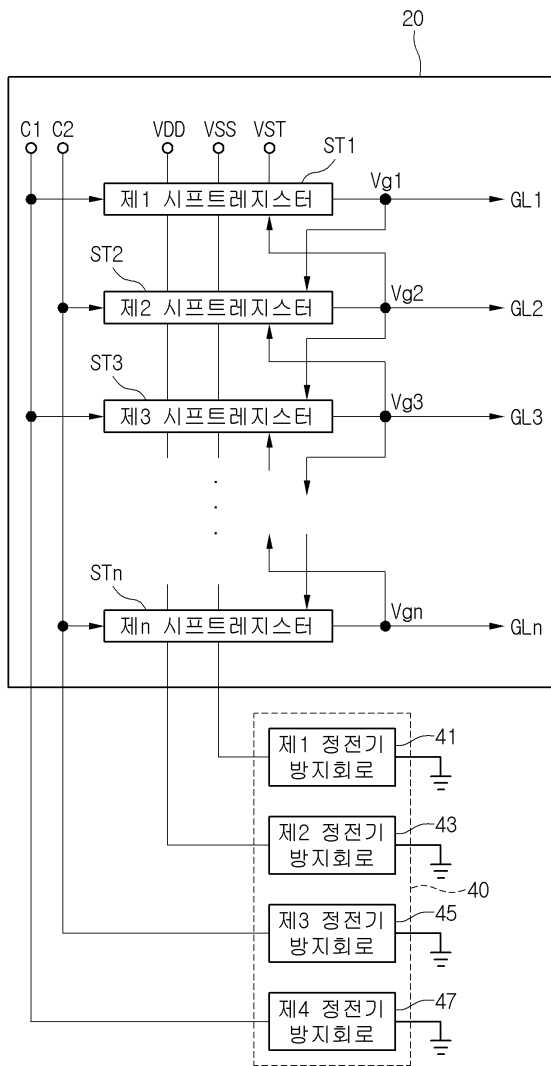 20
C1 C2 VDD VSS VST
ST1
제1 시프트레지스터
Vg1
GL1
ST2
제2 시프트레지스터
Vg2
GL2
ST3
제3 시프트레지스터
Vg3
GL3
STn
제n 시프트레지스터
Vgn
GLn
제1 정전기
방지회로
41
제2 정전기
방지회로
43
40
제3 정전기
방지회로
45
제4 정전기
방지회로
47